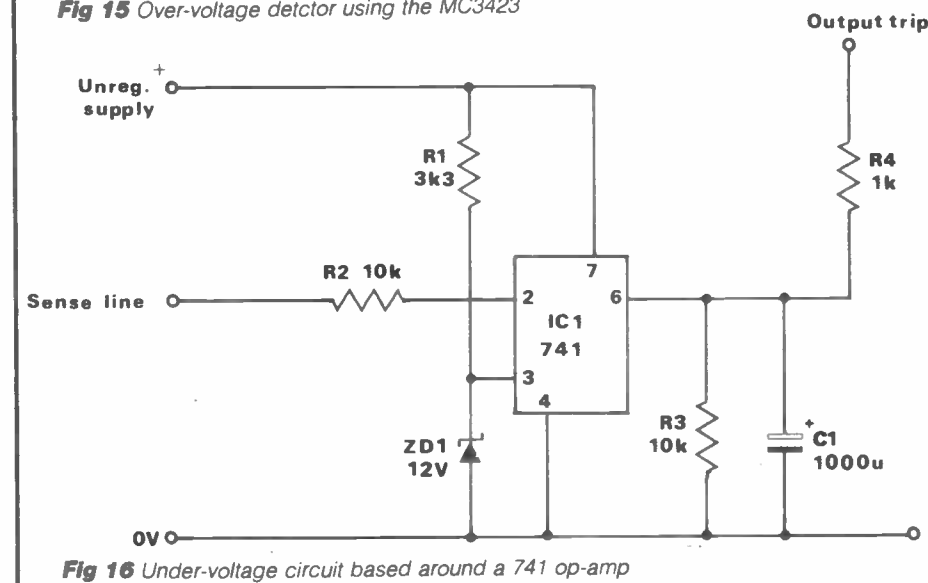 Fig 15 Over-voltage detctor using the MC3423
Output trip
+
Unreg.
supply
R1
3k3
R4
1k
R2 10k
7
Sense line
2
6
IC1
741
3
4
ZD1
12V
R3
10k
+
C1
1000u
0V
Fig 16 Under-voltage circuit based around a 741 op-amp